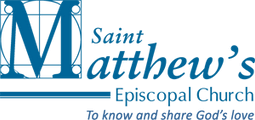 Saint
Matthew's
Episcopal Church
To know and share God's love